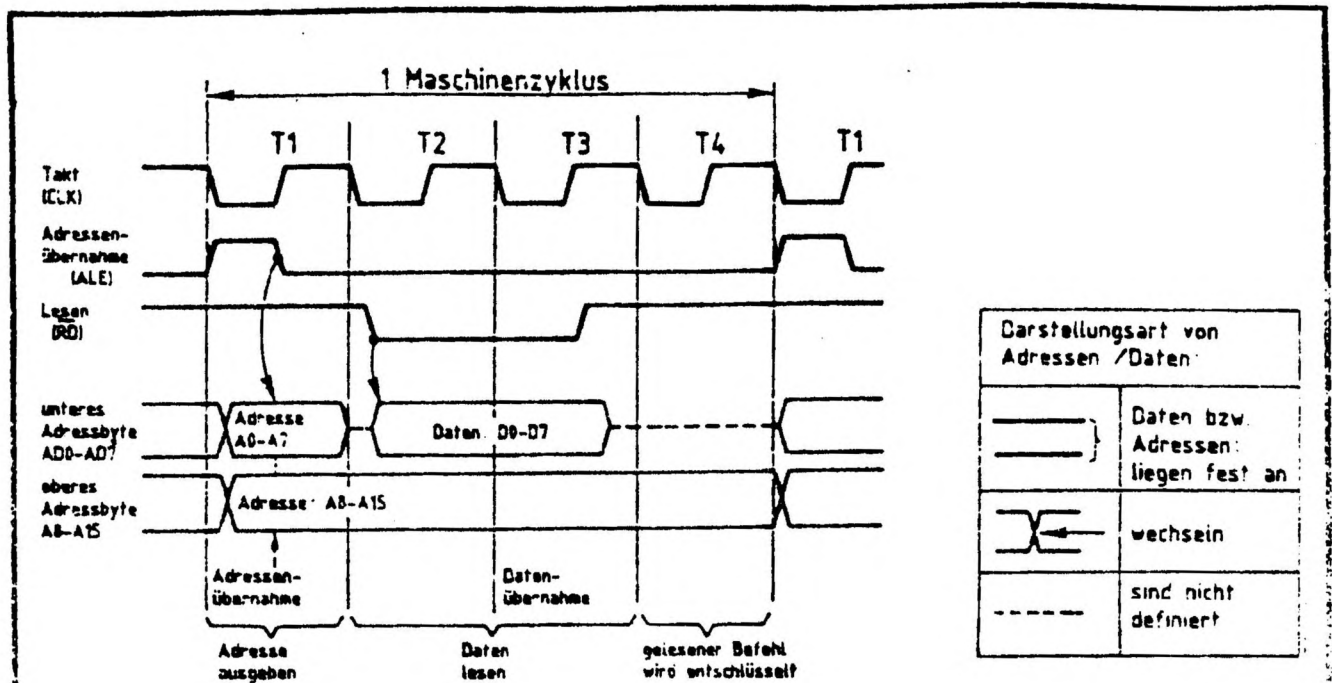 1 Maschinenzyklus
T1 T2 T3 T4 T1
Takt
(CLK)
Adressen-
übernahme
(ALE)
Lesen
(RD)
unteres
Adressbyte
AD0-AD7
Adresse
A0-A7
Daten: D0-D7
oberes
Adressbyte
A8-A15
Adresse: A8-A15
Adressen-
übernahme
Daten-
übernahme
Adresse
ausgeben
Daten
lesen
gelesener Befehl
wird entschlüsselt
Darstellungsart von
Adressen / Daten:
Daten bzw.
Adressen:
liegen fest an
wechseln
sind nicht
definiert